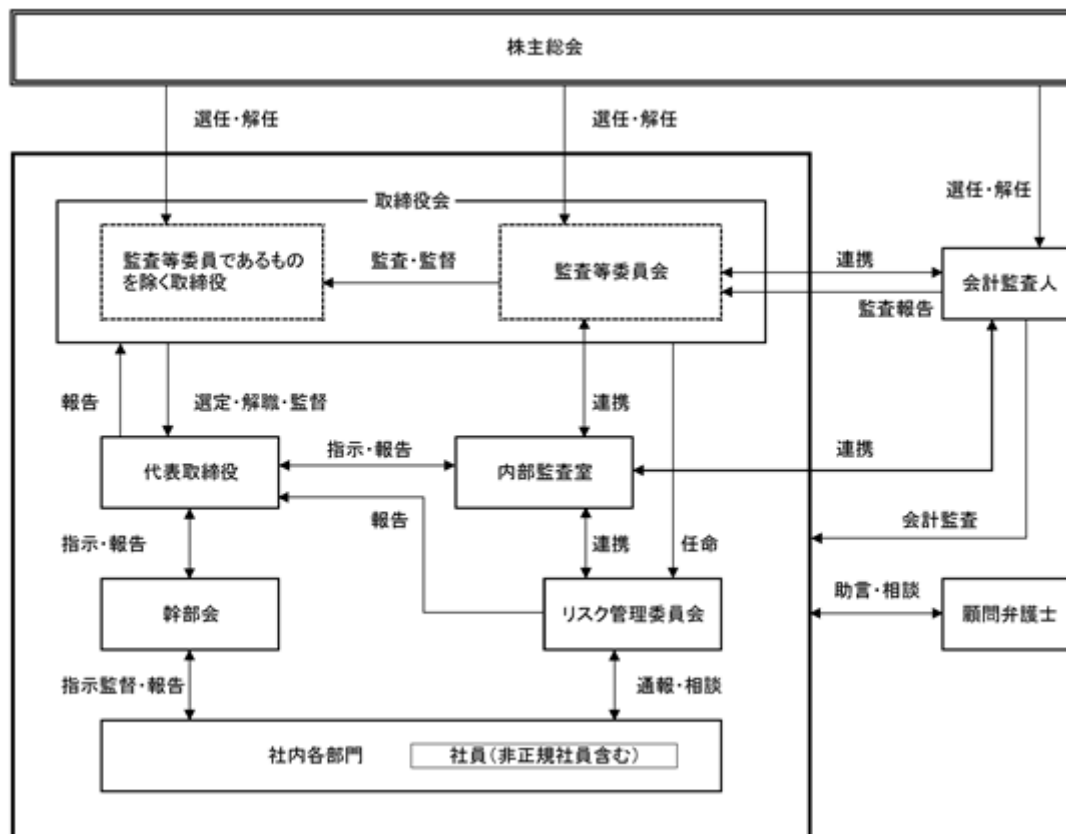 株主総会
選任・解任
選任・解任
選任・解任
取締役会
監査等委員であるもの
を除く取締役
監査・監督
監査等委員会
連携
監査報告
会計監査人
報告
選定・解職・監督
連携
代表取締役
指示・報告
内部監査室
連携
報告
会計監査
指示・報告
連携
任命
幹部会
リスク管理委員会
助言・相談
顧問弁護士
指示監督・報告
通報・相談
社内各部門
社員(非正規社員含む)